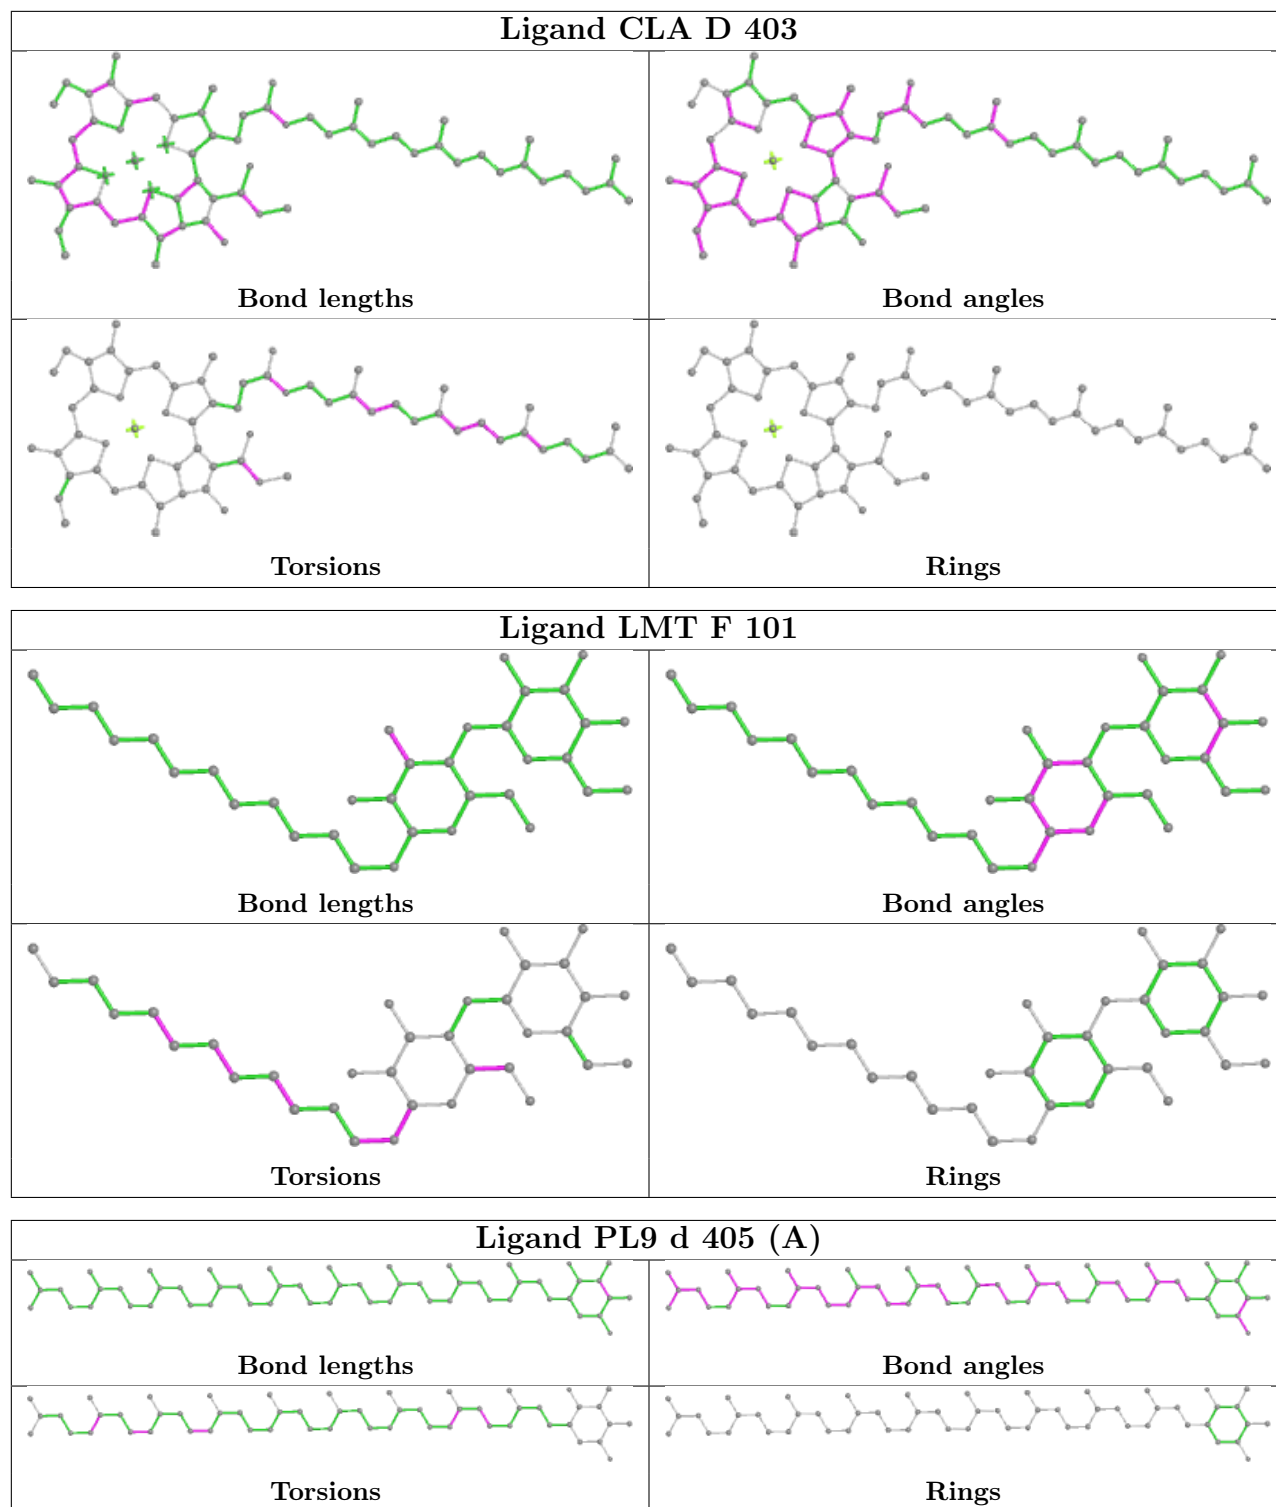 Ligand CLA D 403
Bond lengths
Bond angles
Torsions
Rings
Ligand LMT F 101
Bond lengths
Bond angles
Torsions
Rings
Ligand PL9 d 405 (A)
Bond lengths
Bond angles
Torsions
Rings